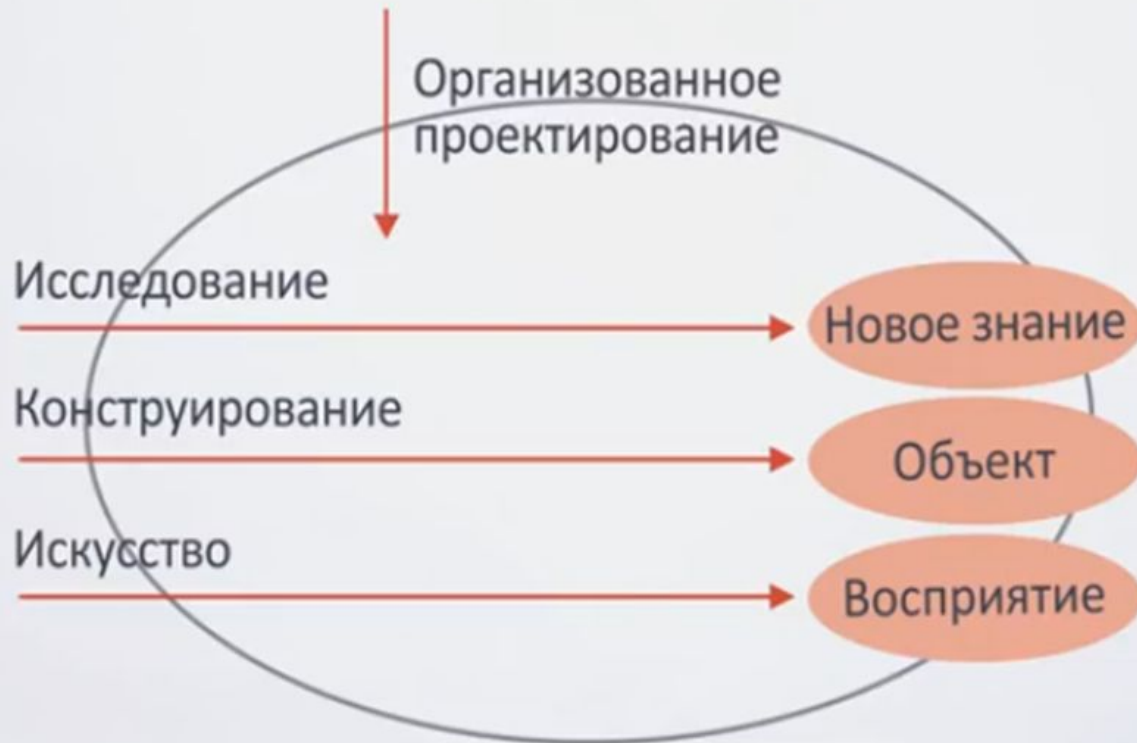 Организованное
проектирование
Исследование
Новое знание
Конструирование
Объект
Искусство
Восприятие